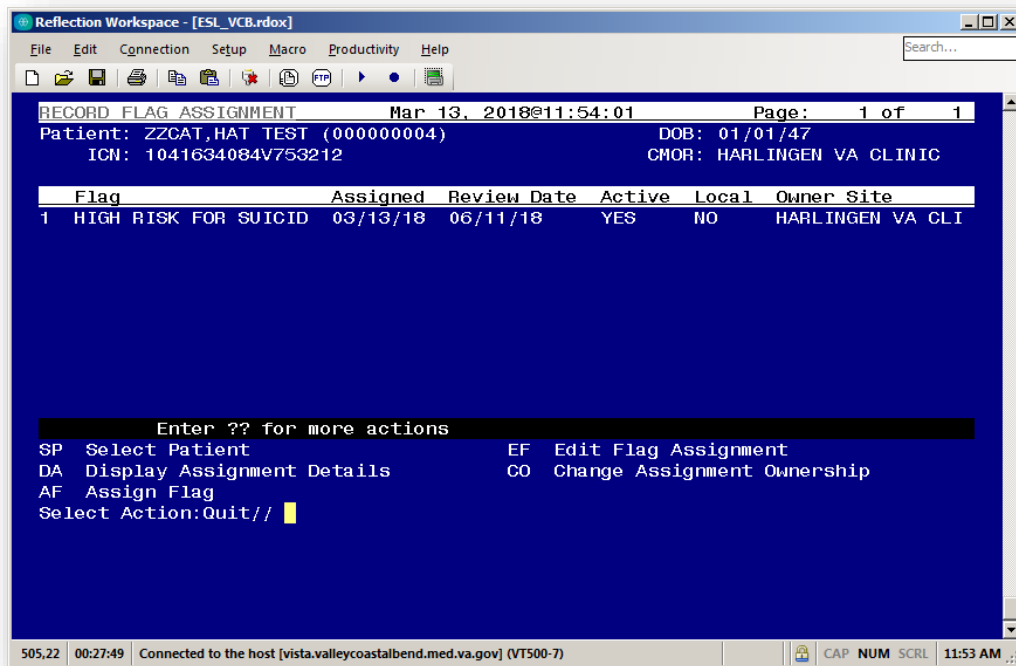 Reflection Workspace - [ESL_VCB.rdox]
File Edit Connection Setup Macro Productivity Help
Search...
FTP
RECORD FLAG ASSIGNMENT Mar 13, 2018@11:54:01 Page: 1 of 1
Patient: ZZCAT,HAT TEST (000000004) DOB: 01/01/47
ICN: 1041634084V753212 CMOR: HARLINGEN VA CLINIC
Flag Assigned Review Date Active Local Owner Site
1 HIGH RISK FOR SUICID 03/13/18 06/11/18 YES NO HARLINGEN VA CLI
Enter ?? for more actions
SP Select Patient EF Edit Flag Assignment
DA Display Assignment Details CO Change Assignment Ownership
AF Assign Flag
Select Action:Quit//
505,22 00:27:49 Connected to the host [vista.valleycoastalbend.med.va.gov] (VT500-7) CAP NUM SCRL 11:53 AM